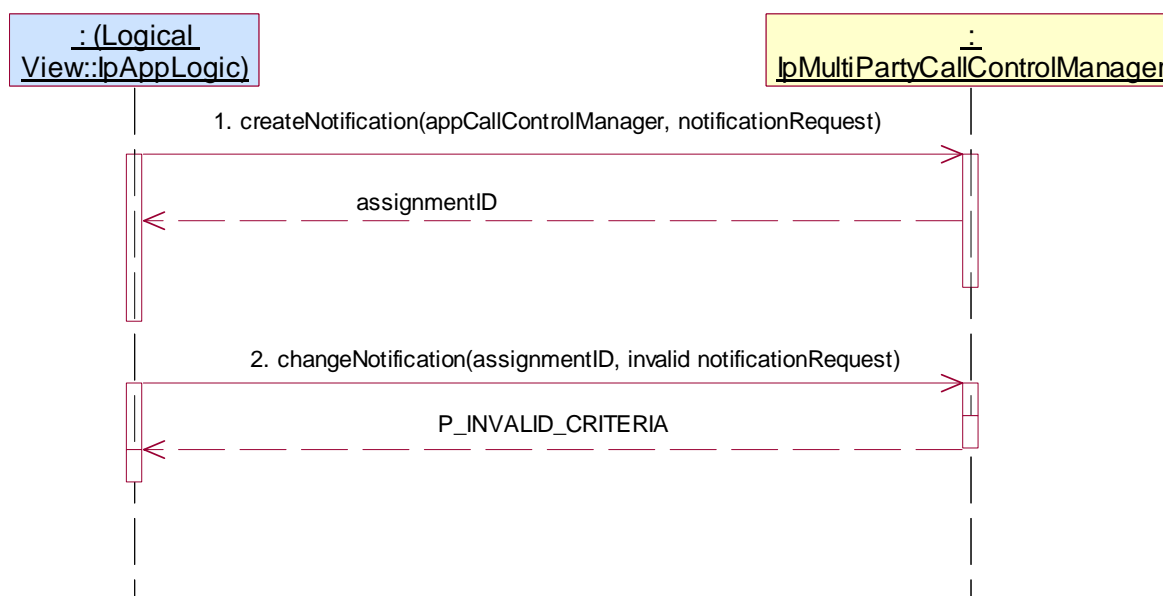 : (Logical
View::IpAppLogic)
:
IpMultiPartyCallControlManager
1. createNotification(appCallControlManager, notificationRequest)
assignmentID
2. changeNotification(assignmentID, invalid notificationRequest)
P_INVALID_CRITERIA